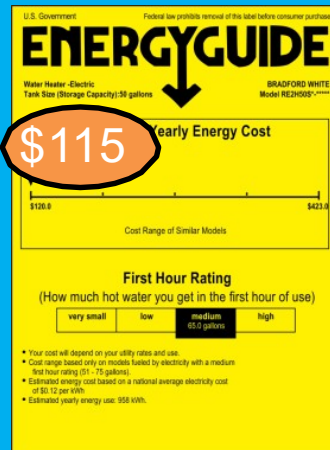 U.S. Government Federal law prohibits removal of this label before consumer purchase
ENERGYGUIDE
Water Heater -Electric
Tank Size (Storage Capacity):50 gallons
BRADFORD WHITE
Model RE2H50S*-*****
$115
Yearly Energy Cost
$120.0 $423.0
Cost Range of Similar Models
First Hour Rating
(How much hot water you get in the first hour of use)
very small low medium high
65.0 gallons
• Your cost will depend on your utility rates and use.
• Cost range based only on models fueled by electricity with a medium
first hour rating (51 - 75 gallons).
• Estimated energy cost based on a national average electricity cost
of $0.12 per kWh
• Estimated yearly energy use: 958 kWh.